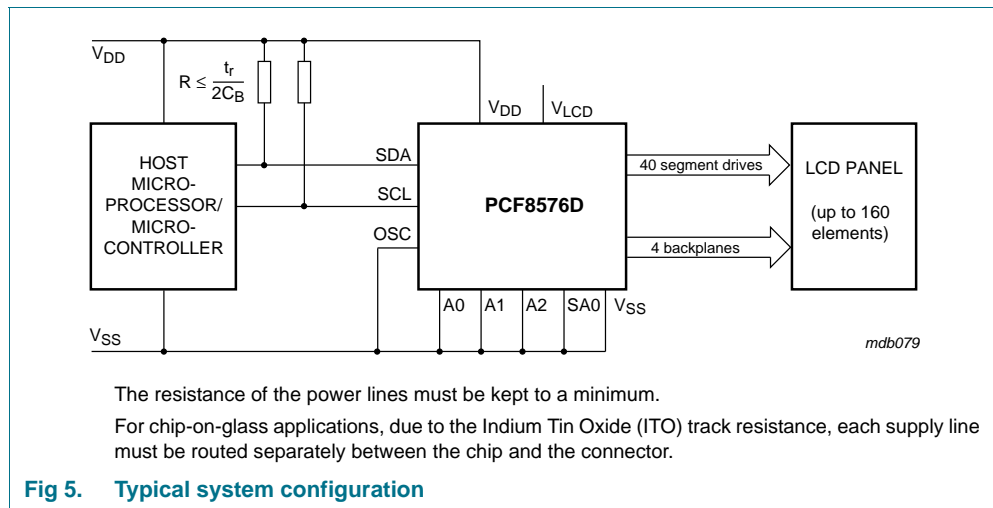 VDD
R ≤ tr
2CB
VDD
VLCD
HOST
MICRO-
PROCESSOR/
MICRO-
CONTROLLER
SDA
SCL
OSC
PCF8576D
40 segment drives
4 backplanes
LCD PANEL
(up to 160
elements)
A0
A1
A2
SA0
VSS
VSS
mdb079
The resistance of the power lines must be kept to a minimum.
For chip-on-glass applications, due to the Indium Tin Oxide (ITO) track resistance, each supply line
must be routed separately between the chip and the connector.
Fig 5. Typical system configuration